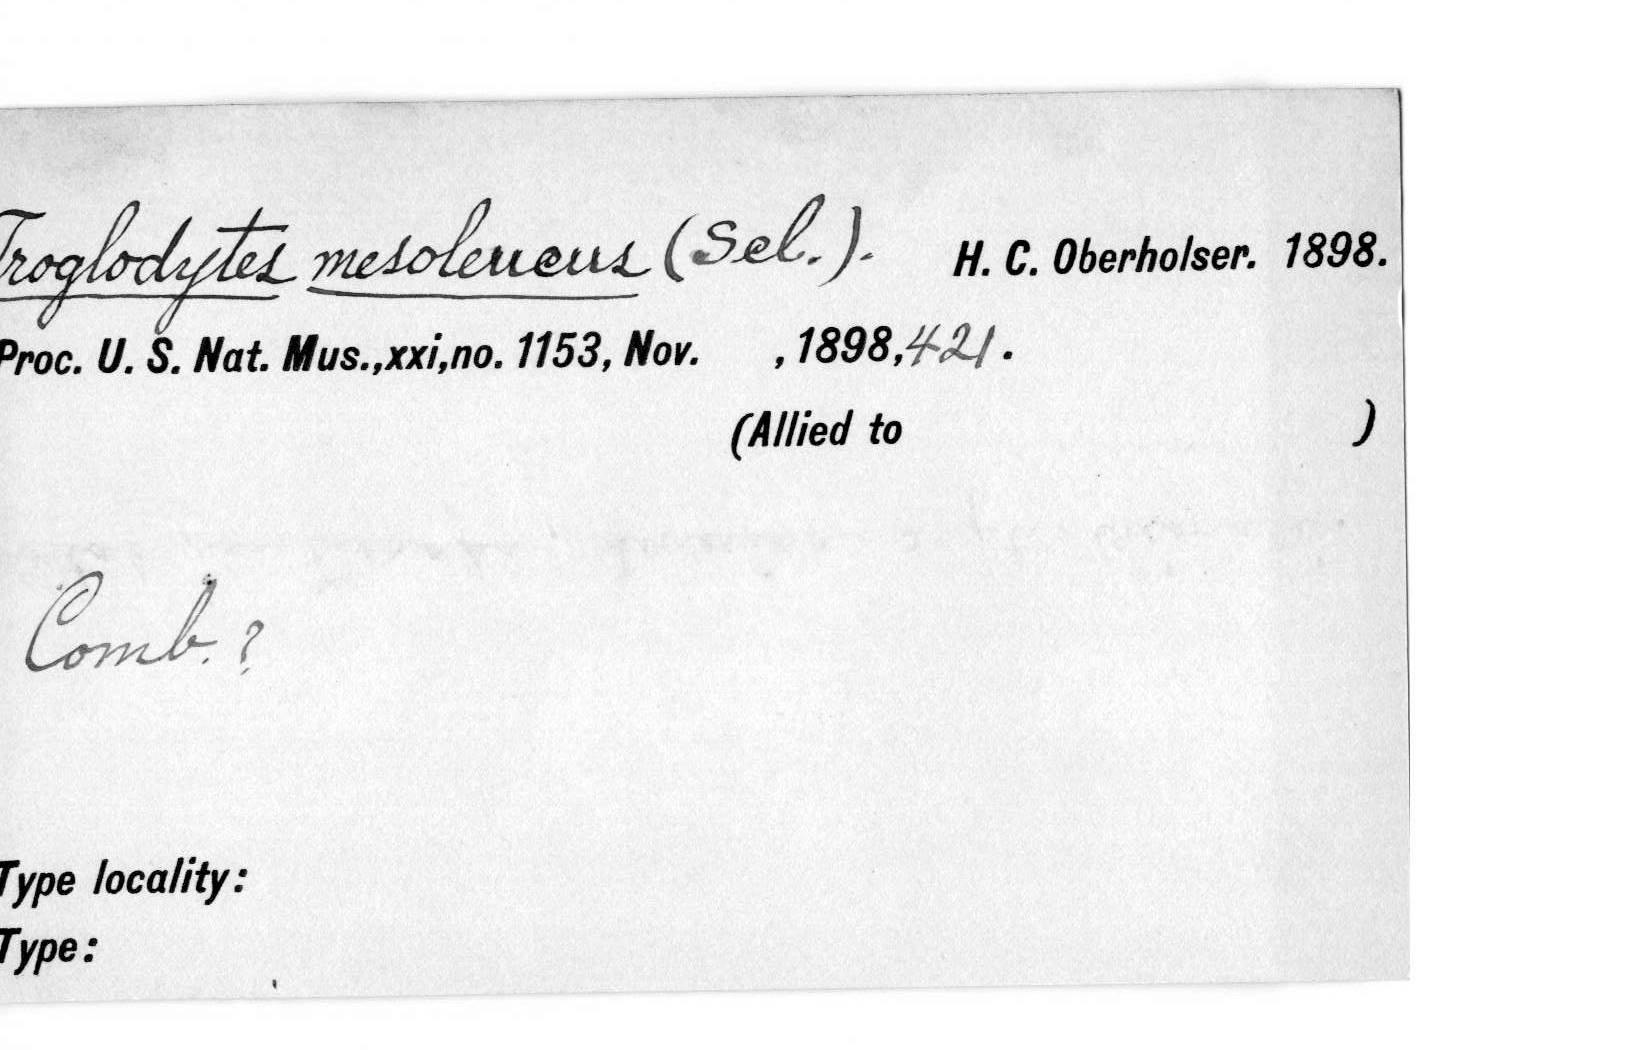 Troglodytes mesoleucus (Scl.). H. C. Oberholser. 1898.
Proc. U. S. Nat. Mus.,xxi,no. 1153, Nov. , 1898,421.
(Allied to )
Comb. ?
Type locality:
Type: